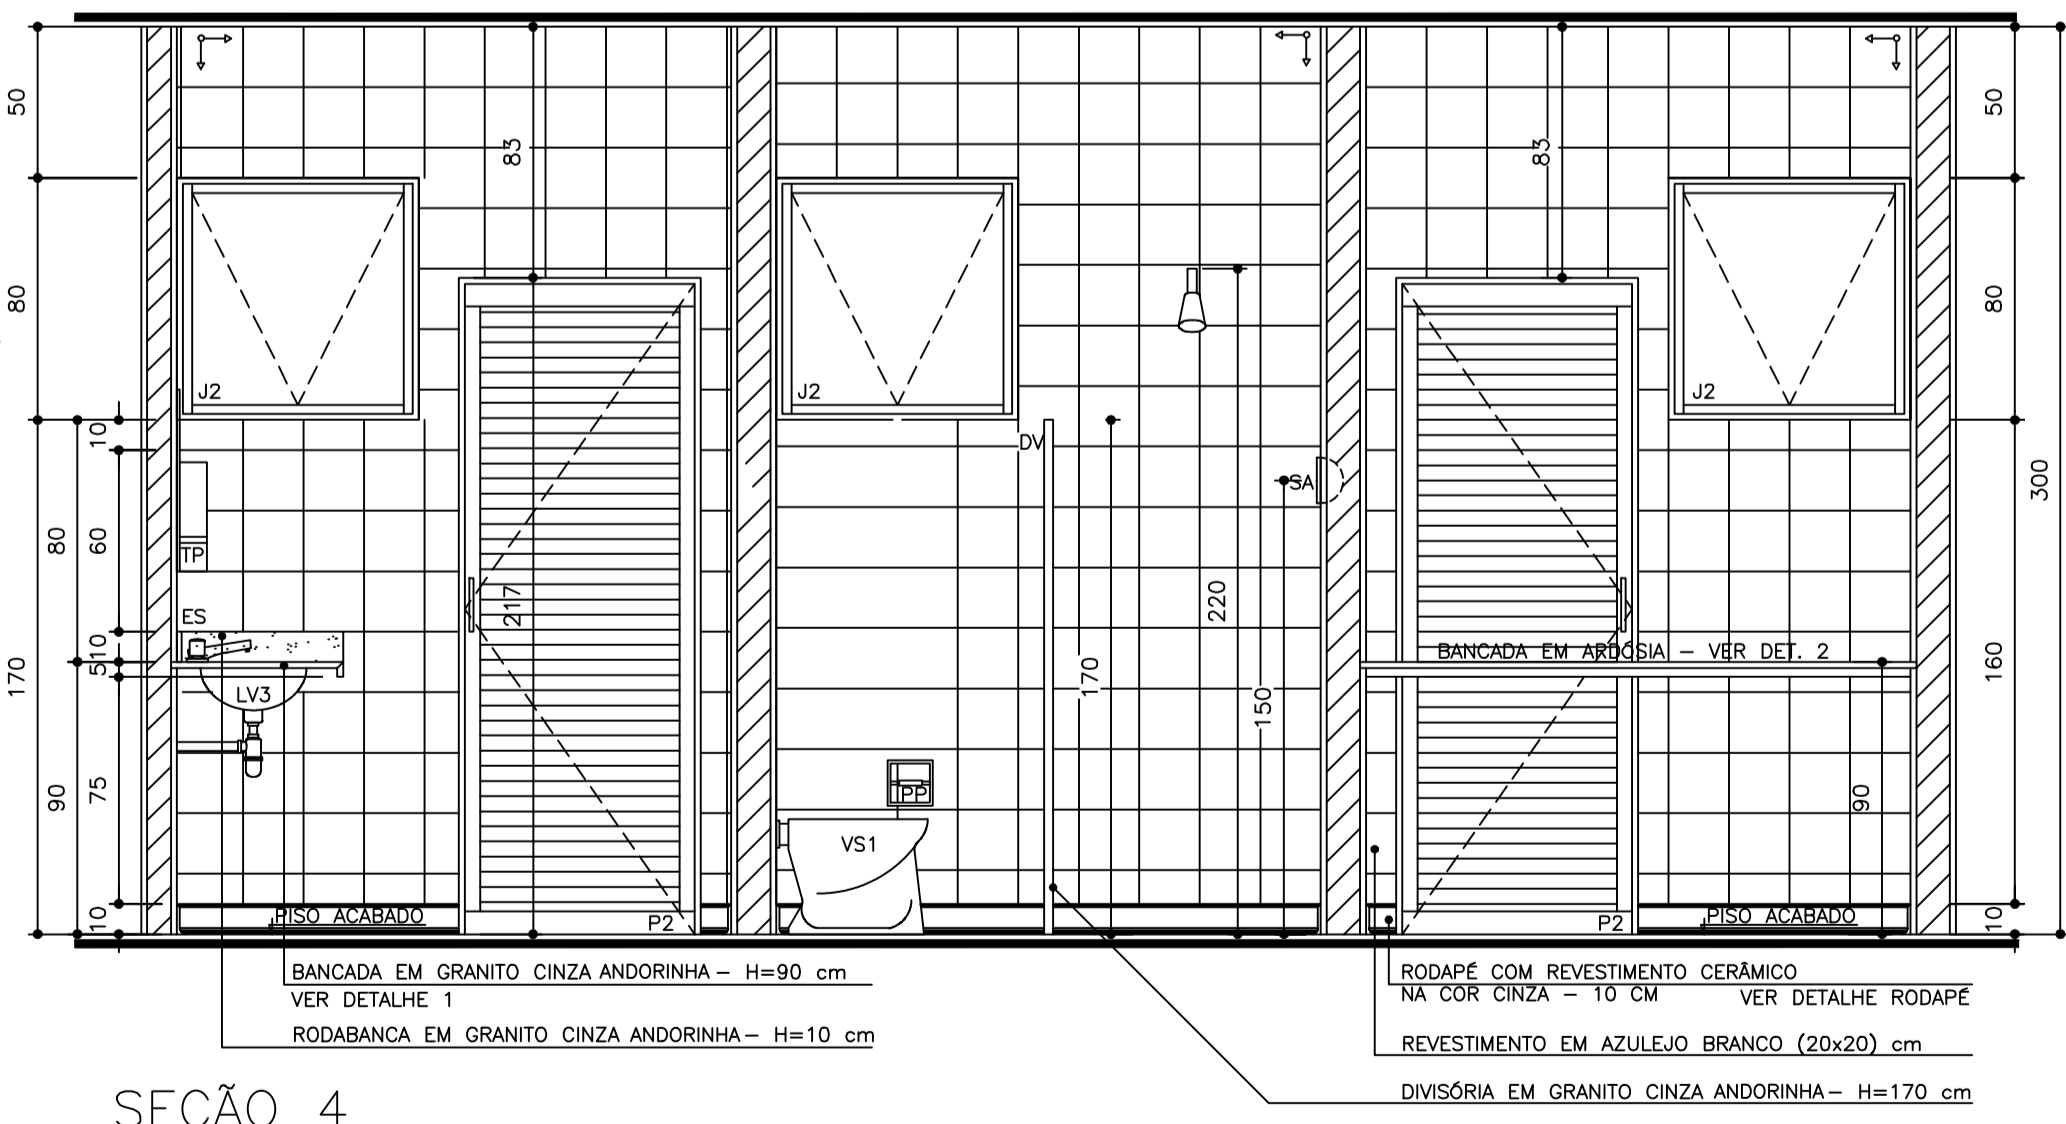 50
83
83
50
80
J2
J2
J2
80
10
DV
300
80
60
TP
SA
ES
217
220
10
BANCADA EM ARDÓSIA – VER DET. 2
5
170
LV3
170
150
160
75
90
PP
90
VS1
10
PISO ACABADO
P2
P2
PISO ACABADO
10
BANCADA EM GRANITO CINZA ANDORINHA – H=90 cm
VER DETALHE 1
RODABANCA EM GRANITO CINZA ANDORINHA – H=10 cm
RODAPÉ COM REVESTIMENTO CERÂMICO
NA COR CINZA – 10 CM VER DETALHE RODAPÉ
REVESTIMENTO EM AZULEJO BRANCO (20x20) cm
DIVISÓRIA EM GRANITO CINZA ANDORINHA – H=170 cm
SEÇÃO 4